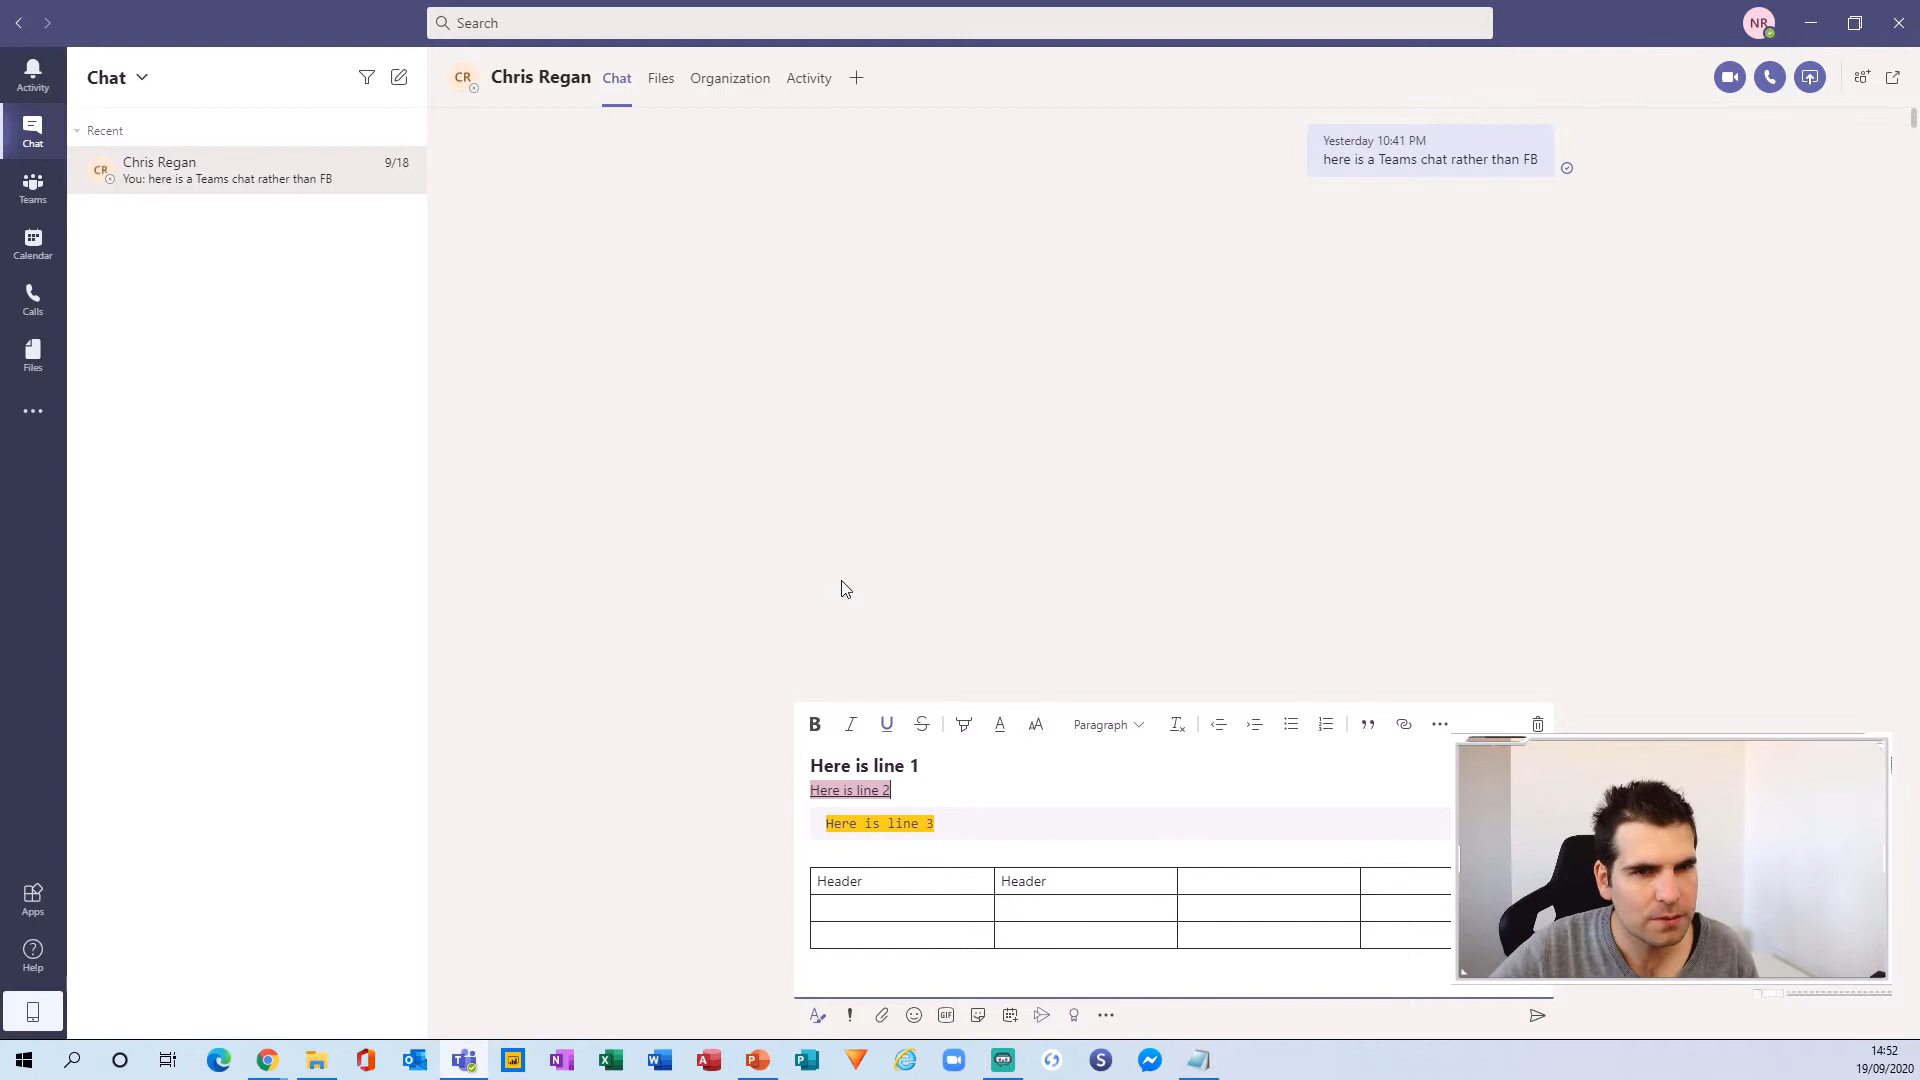 Search
NR
Activity
Chat
Teams
Calendar
Calls
Files
Apps
Help
Chat
Recent
CR
Chris Regan
9/18
You: here is a Teams chat rather than FB
CR
Chris Regan
Chat
Files
Organization
Activity
Yesterday 10:41 PM
here is a Teams chat rather than FB
B
I
U
S
A
AA
Paragraph
Here is line 1
Here is line 2
Here is line 3
Header Header
GIF
14:52
19/09/2020